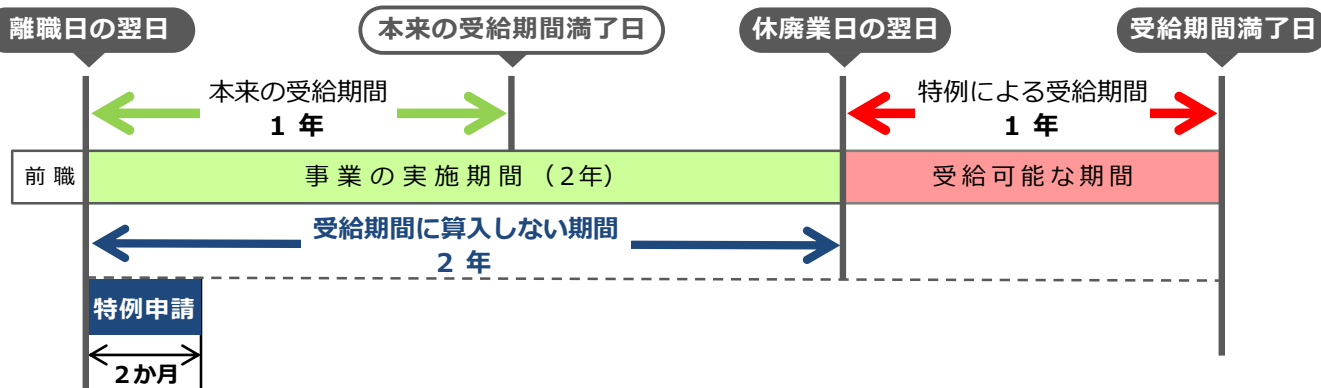 離職日の翌日
本来の受給期間満了日
休廃業日の翌日
受給期間満了日
本来の受給期間
1 年
特例による受給期間
1 年
前職
事業の実施期間（2年）
受給可能な期間
受給期間に算入しない期間
2 年
特例申請
2か月